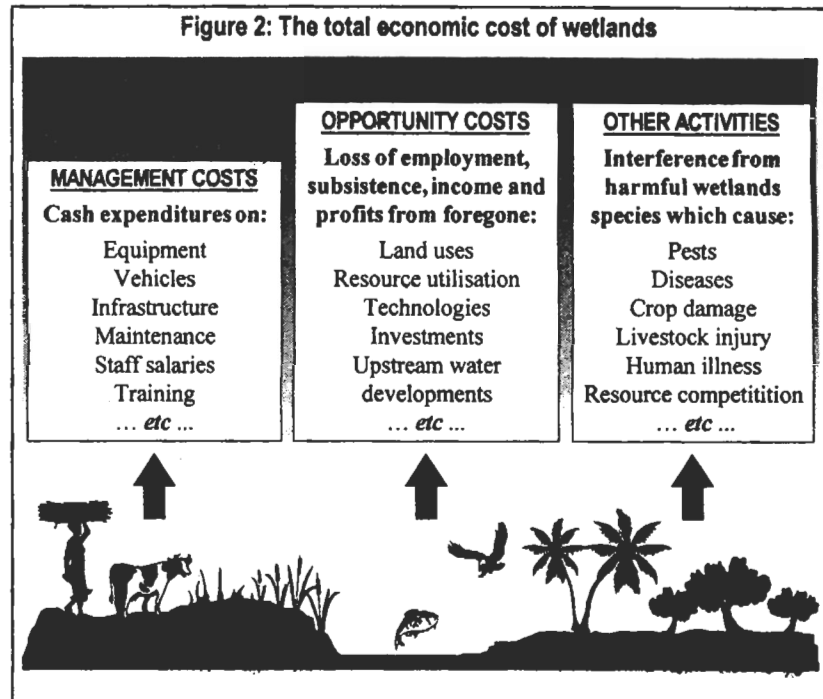 Figure 2: The total economic cost of wetlands
MANAGEMENT COSTS
Cash expenditures on:
Equipment
Vehicles
Infrastructure
Maintenance
Staff salaries
Training
... etc ...
OPPORTUNITY COSTS
Loss of employment,
subsistence, income and
profits from foregone:
Land uses
Resource utilisation
Technologies
Investments
Upstream water
developments
... etc ...
OTHER ACTIVITIES
Interference from
harmful wetlands
species which cause:
Pests
Diseases
Crop damage
Livestock injury
Human illness
Resource competitition
... etc ...